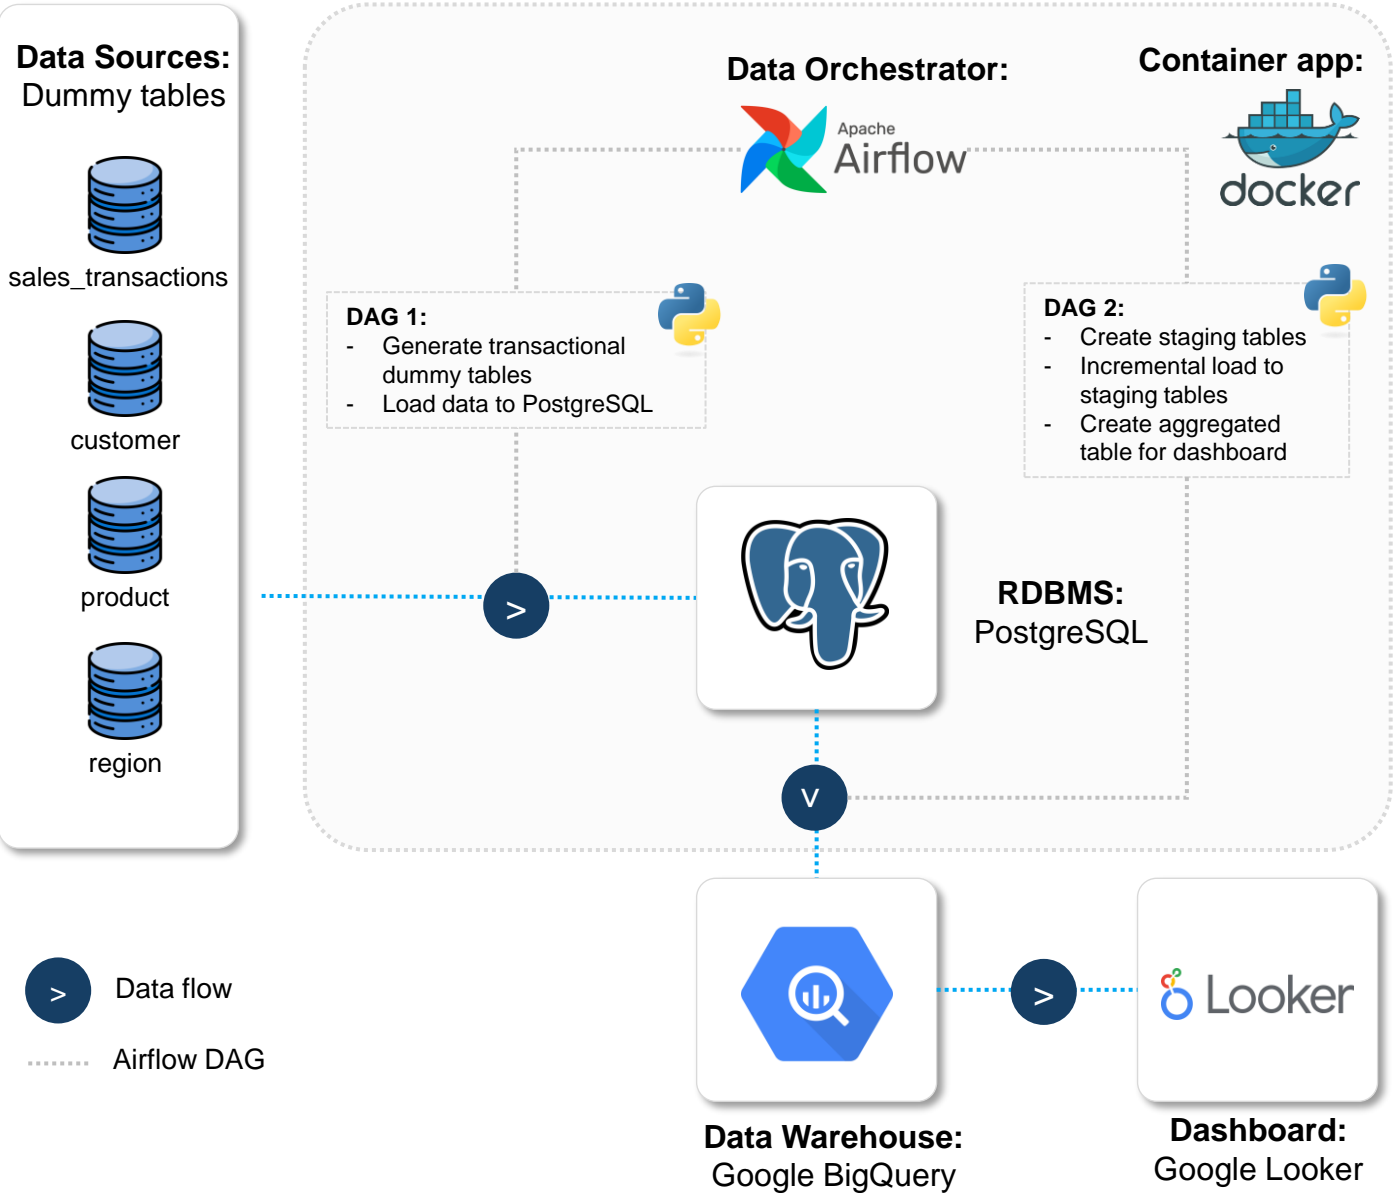 Data Sources:
Dummy tables
sales_transactions
customer
product
region
Data Orchestrator:
Apache
Airflow
Container app:
docker
DAG 1:
- Generate transactional
dummy tables
- Load data to PostgreSQL
DAG 2:
- Create staging tables
- Incremental load to
staging tables
- Create aggregated
table for dashboard
>
RDBMS:
PostgreSQL
>
>
Looker
Data Warehouse:
Google BigQuery
Dashboard:
Google Looker
> Data flow
Airflow DAG